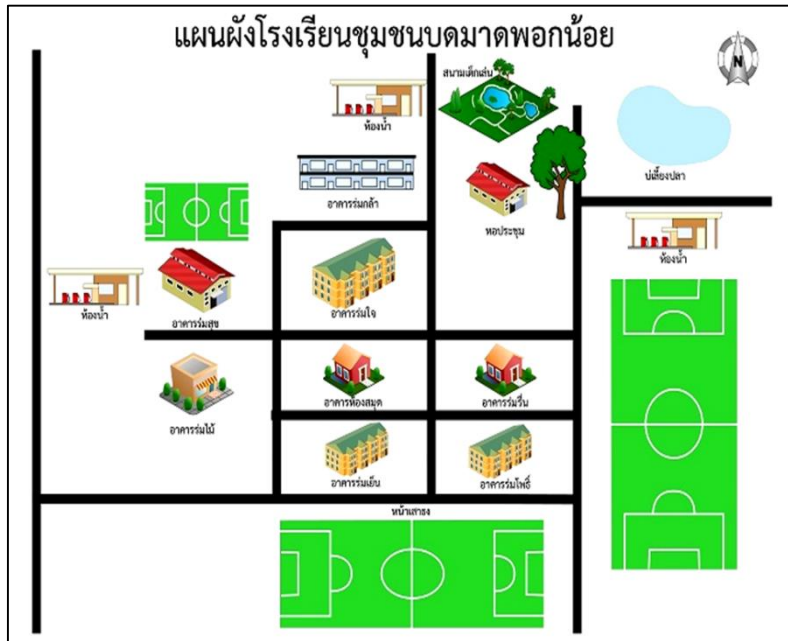 แผนผังโรงเรียนชุมชนบดมาดพอกน้อย
N
สนามเด็กเล่น
ห้องน้ำ
บ่เลี้ยงปลา
อาคารร่มกล้า
หอประชุม
ห้องน้ำ
ห้องน้ำ
อาคารร่มใจ
อาคารร่มสุข
อาคารห้องสมุด
อาคารร่มรื่น
อาคารร่มไม้
อาคารร่มเย็น
อาคารร่มโพธิ์
หน้าเสาธง